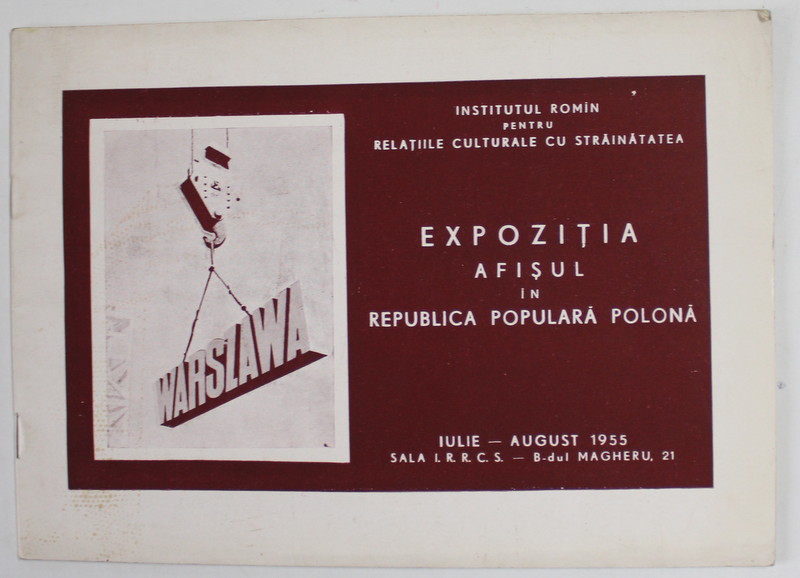 INSTITUTUL ROMÎN
PENTRU
RELAȚIILE CULTURALE CU STRĂINĂTATEA
EXPOZIȚIA
AFIȘUL
ÎN
REPUBLICA POPULARĂ POLONĂ
WARSZAWA
IULIE — AUGUST 1955
SALA I. R. R. C. S. — B-dul MAGHERU, 21